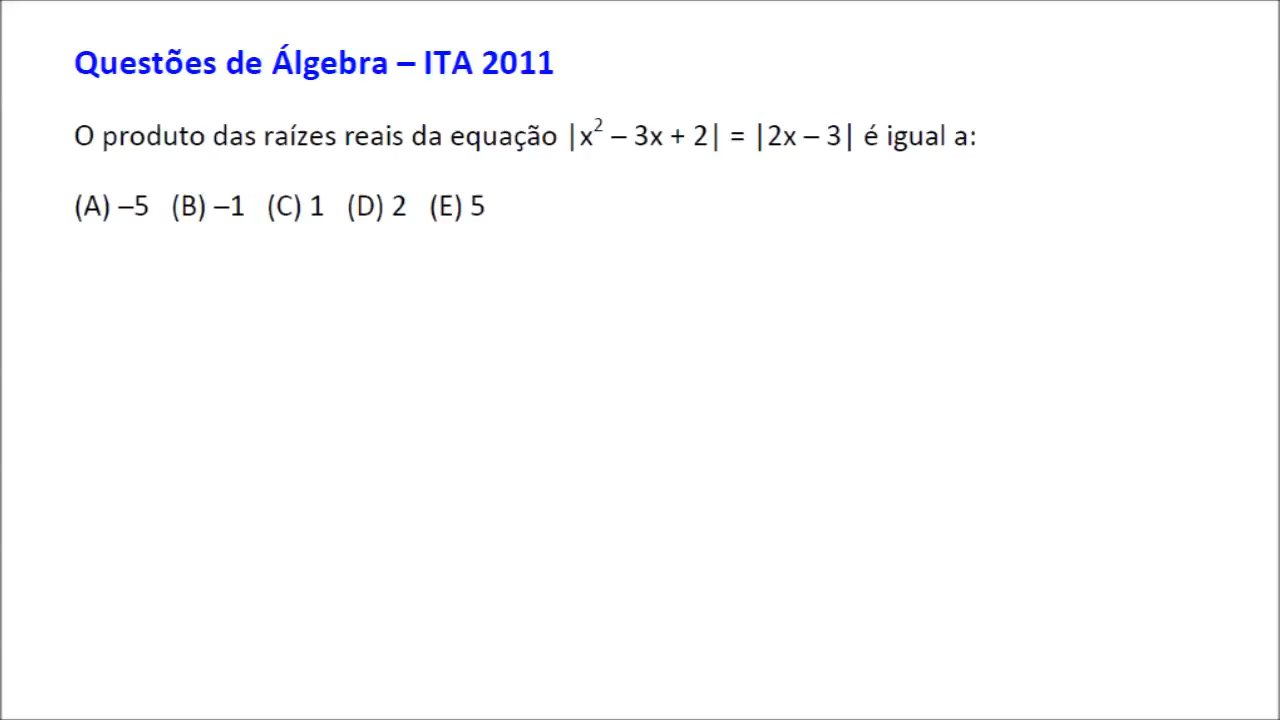 Questões de Álgebra – ITA 2011
O produto das raízes reais da equação |x² – 3x + 2| = |2x – 3| é igual a:
(A) –5 (B) –1 (C) 1 (D) 2 (E) 5